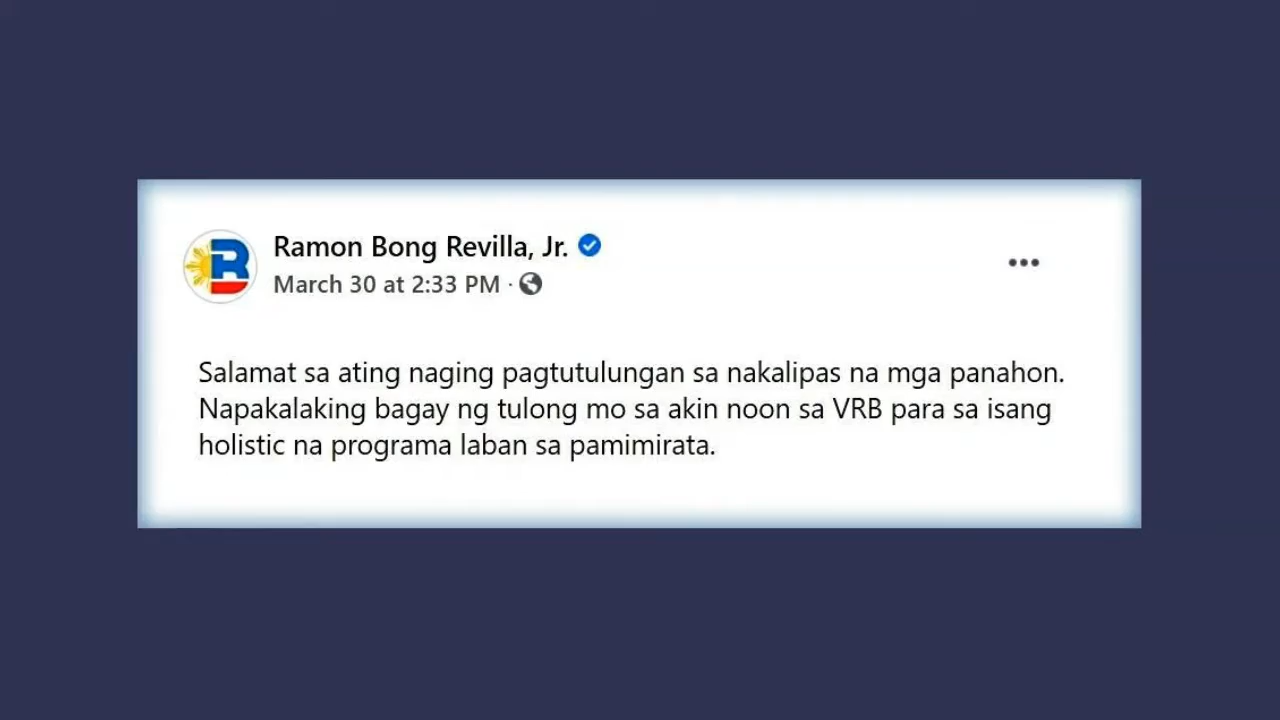 Ramon Bong Revilla, Jr.
March 30 at 2:33 PM ·
Salamat sa ating naging pagtutulungan sa nakalipas na mga panahon.
Napakalaking bagay ng tulong mo sa akin noon sa VRB para sa isang
holistic na programa laban sa pamimirata.